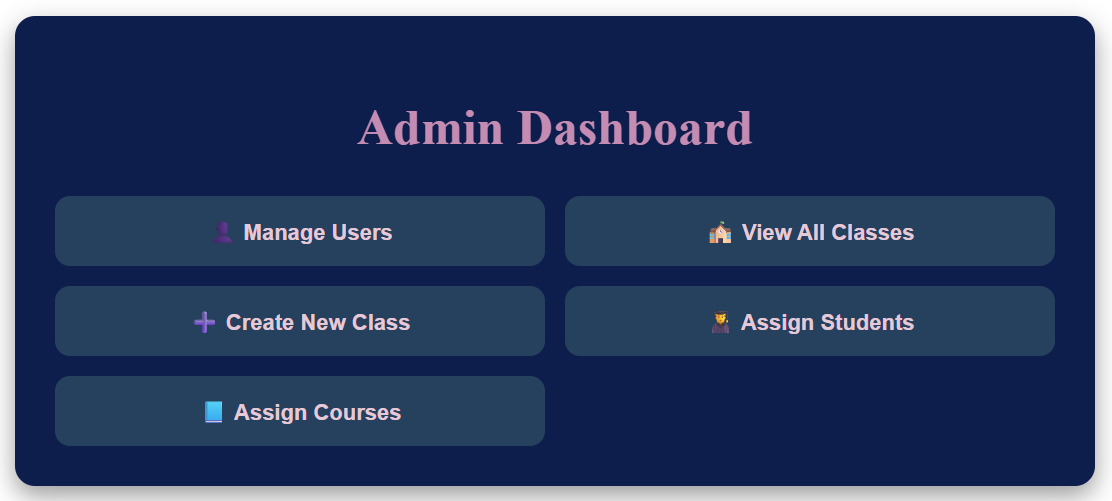 Admin Dashboard
👤 Manage Users
🏫 View All Classes
➕ Create New Class
👩‍🎓 Assign Students
📘 Assign Courses